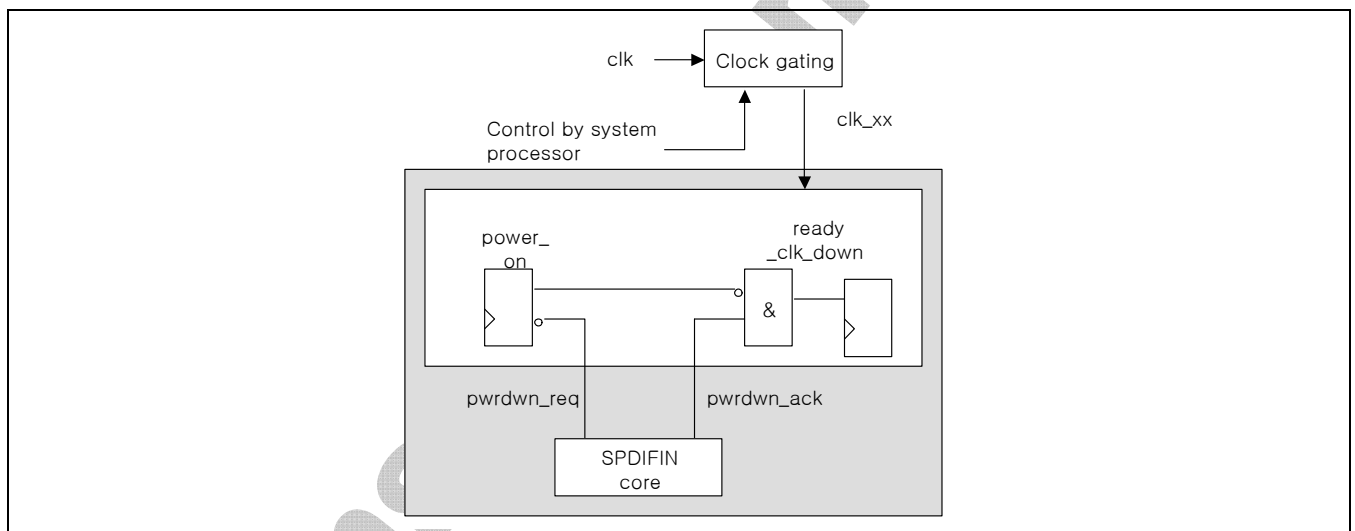 clk
Clock gating
clk_xx
Control by system
processor
ready
_clk_down
power_
on
&
pwrdwn_req
pwrdwn_ack
SPDIFIN
core